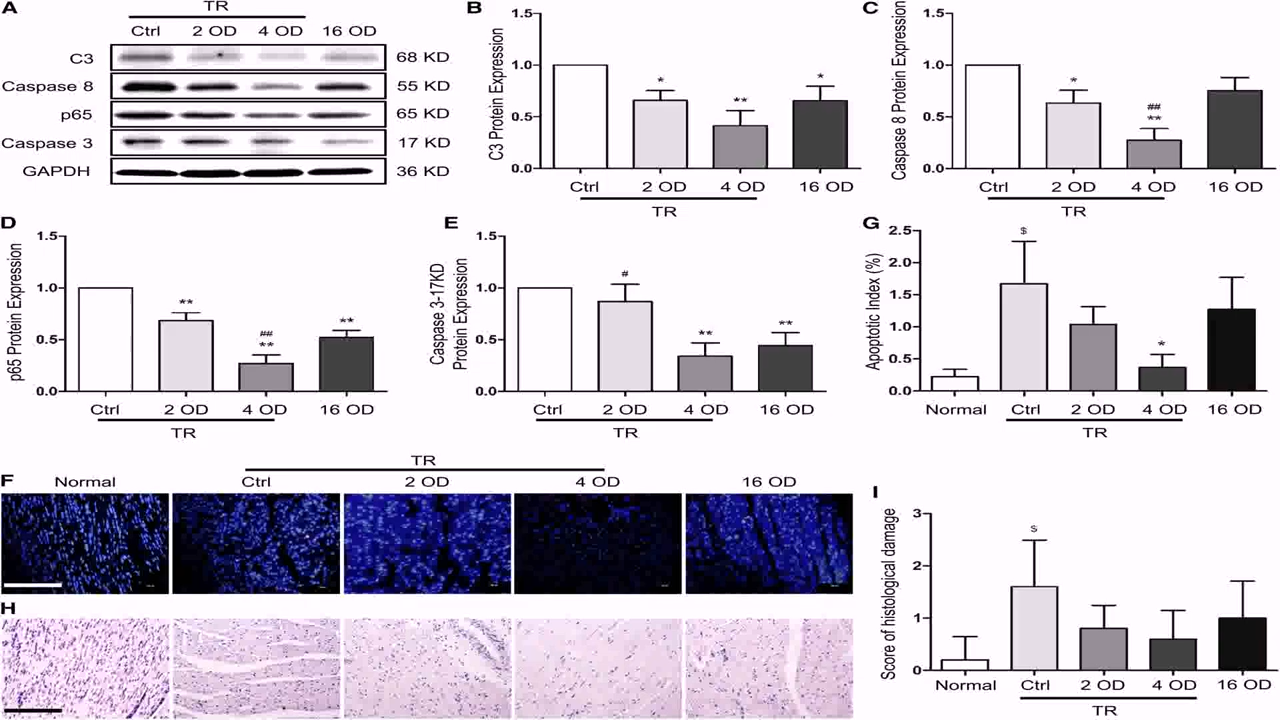 A
TR
Ctrl 2 OD 4 OD 16 OD
C3 68 KD
Caspase 8 55 KD
p65 65 KD
Caspase 3 17 KD
GAPDH 36 KD
B
C3 Protein Expression
1.5
1.0
0.5
0.0
*
**
*
Ctrl 2 OD 4 OD 16 OD
TR
C
Caspase 8 Protein Expression
1.5
1.0
0.5
0.0
*
##
**
Ctrl 2 OD 4 OD 16 OD
TR
D
p65 Protein Expression
1.5
1.0
0.5
0.0
**
##
**
**
Ctrl 2 OD 4 OD 16 OD
TR
E
Caspase 3-17KD
Protein Expression
1.5
1.0
0.5
0.0
#
**
**
Ctrl 2 OD 4 OD 16 OD
TR
G
Apoptotic Index (%)
2.5
2.0
1.5
1.0
0.5
0.0
$
*
Normal Ctrl 2 OD 4 OD 16 OD
TR
F
TR
Normal Ctrl 2 OD 4 OD 16 OD
H
I
Score of histological damage
3
2
1
0
$
Normal Ctrl 2 OD 4 OD 16 OD
TR